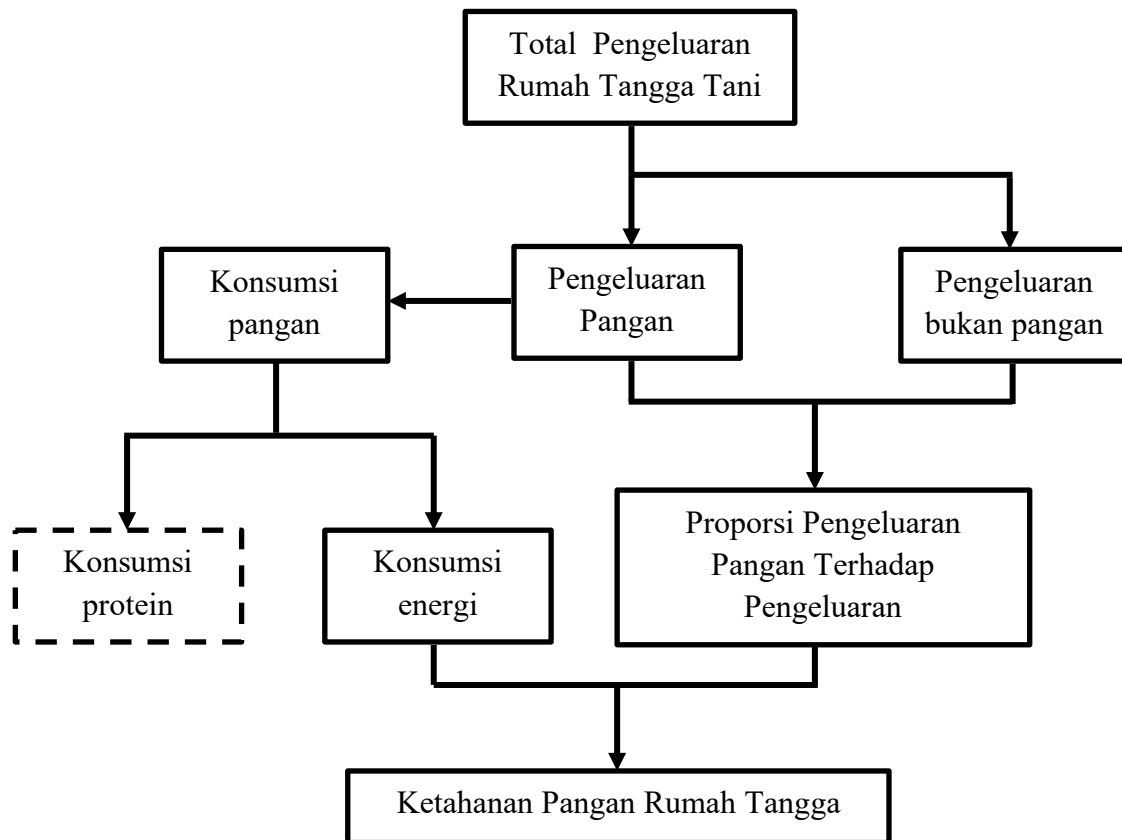 Total  Pengeluaran
Rumah Tangga Tani
Konsumsi
pangan
Pengeluaran
Pangan
Pengeluaran
bukan pangan
Konsumsi
protein
Konsumsi
energi
Proporsi Pengeluaran
Pangan Terhadap
Pengeluaran
Ketahanan Pangan Rumah Tangga